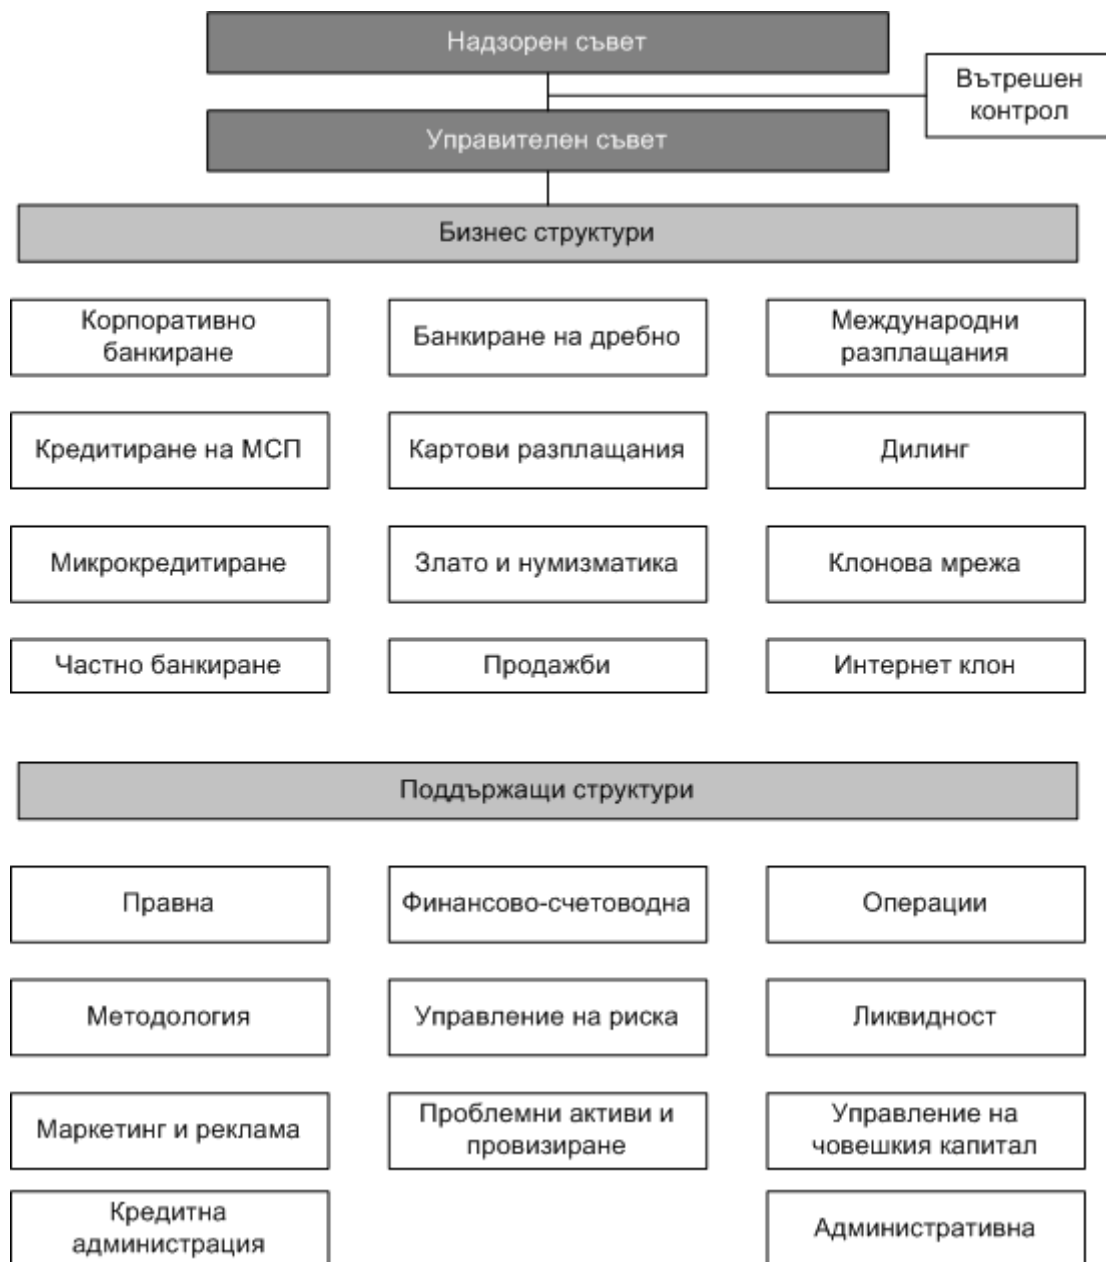 Надзорен съвет
Вътрешен
контрол
Управителен съвет
Бизнес структури
Корпоративно
банкиране
Банкиране на дребно
Международни
разплащания
Кредитиране на МСП
Картови разплащания
Дилинг
Микрокредитиране
Злато и нумизматика
Клонова мрежа
Частно банкиране
Продажби
Интернет клон
Поддържащи структури
Правна
Финансово-счетоводна
Операции
Методология
Управление на риска
Ликвидност
Маркетинг и реклама
Проблемни активи и
провизиране
Управление на
човешкия капитал
Кредитна
администрация
Административна